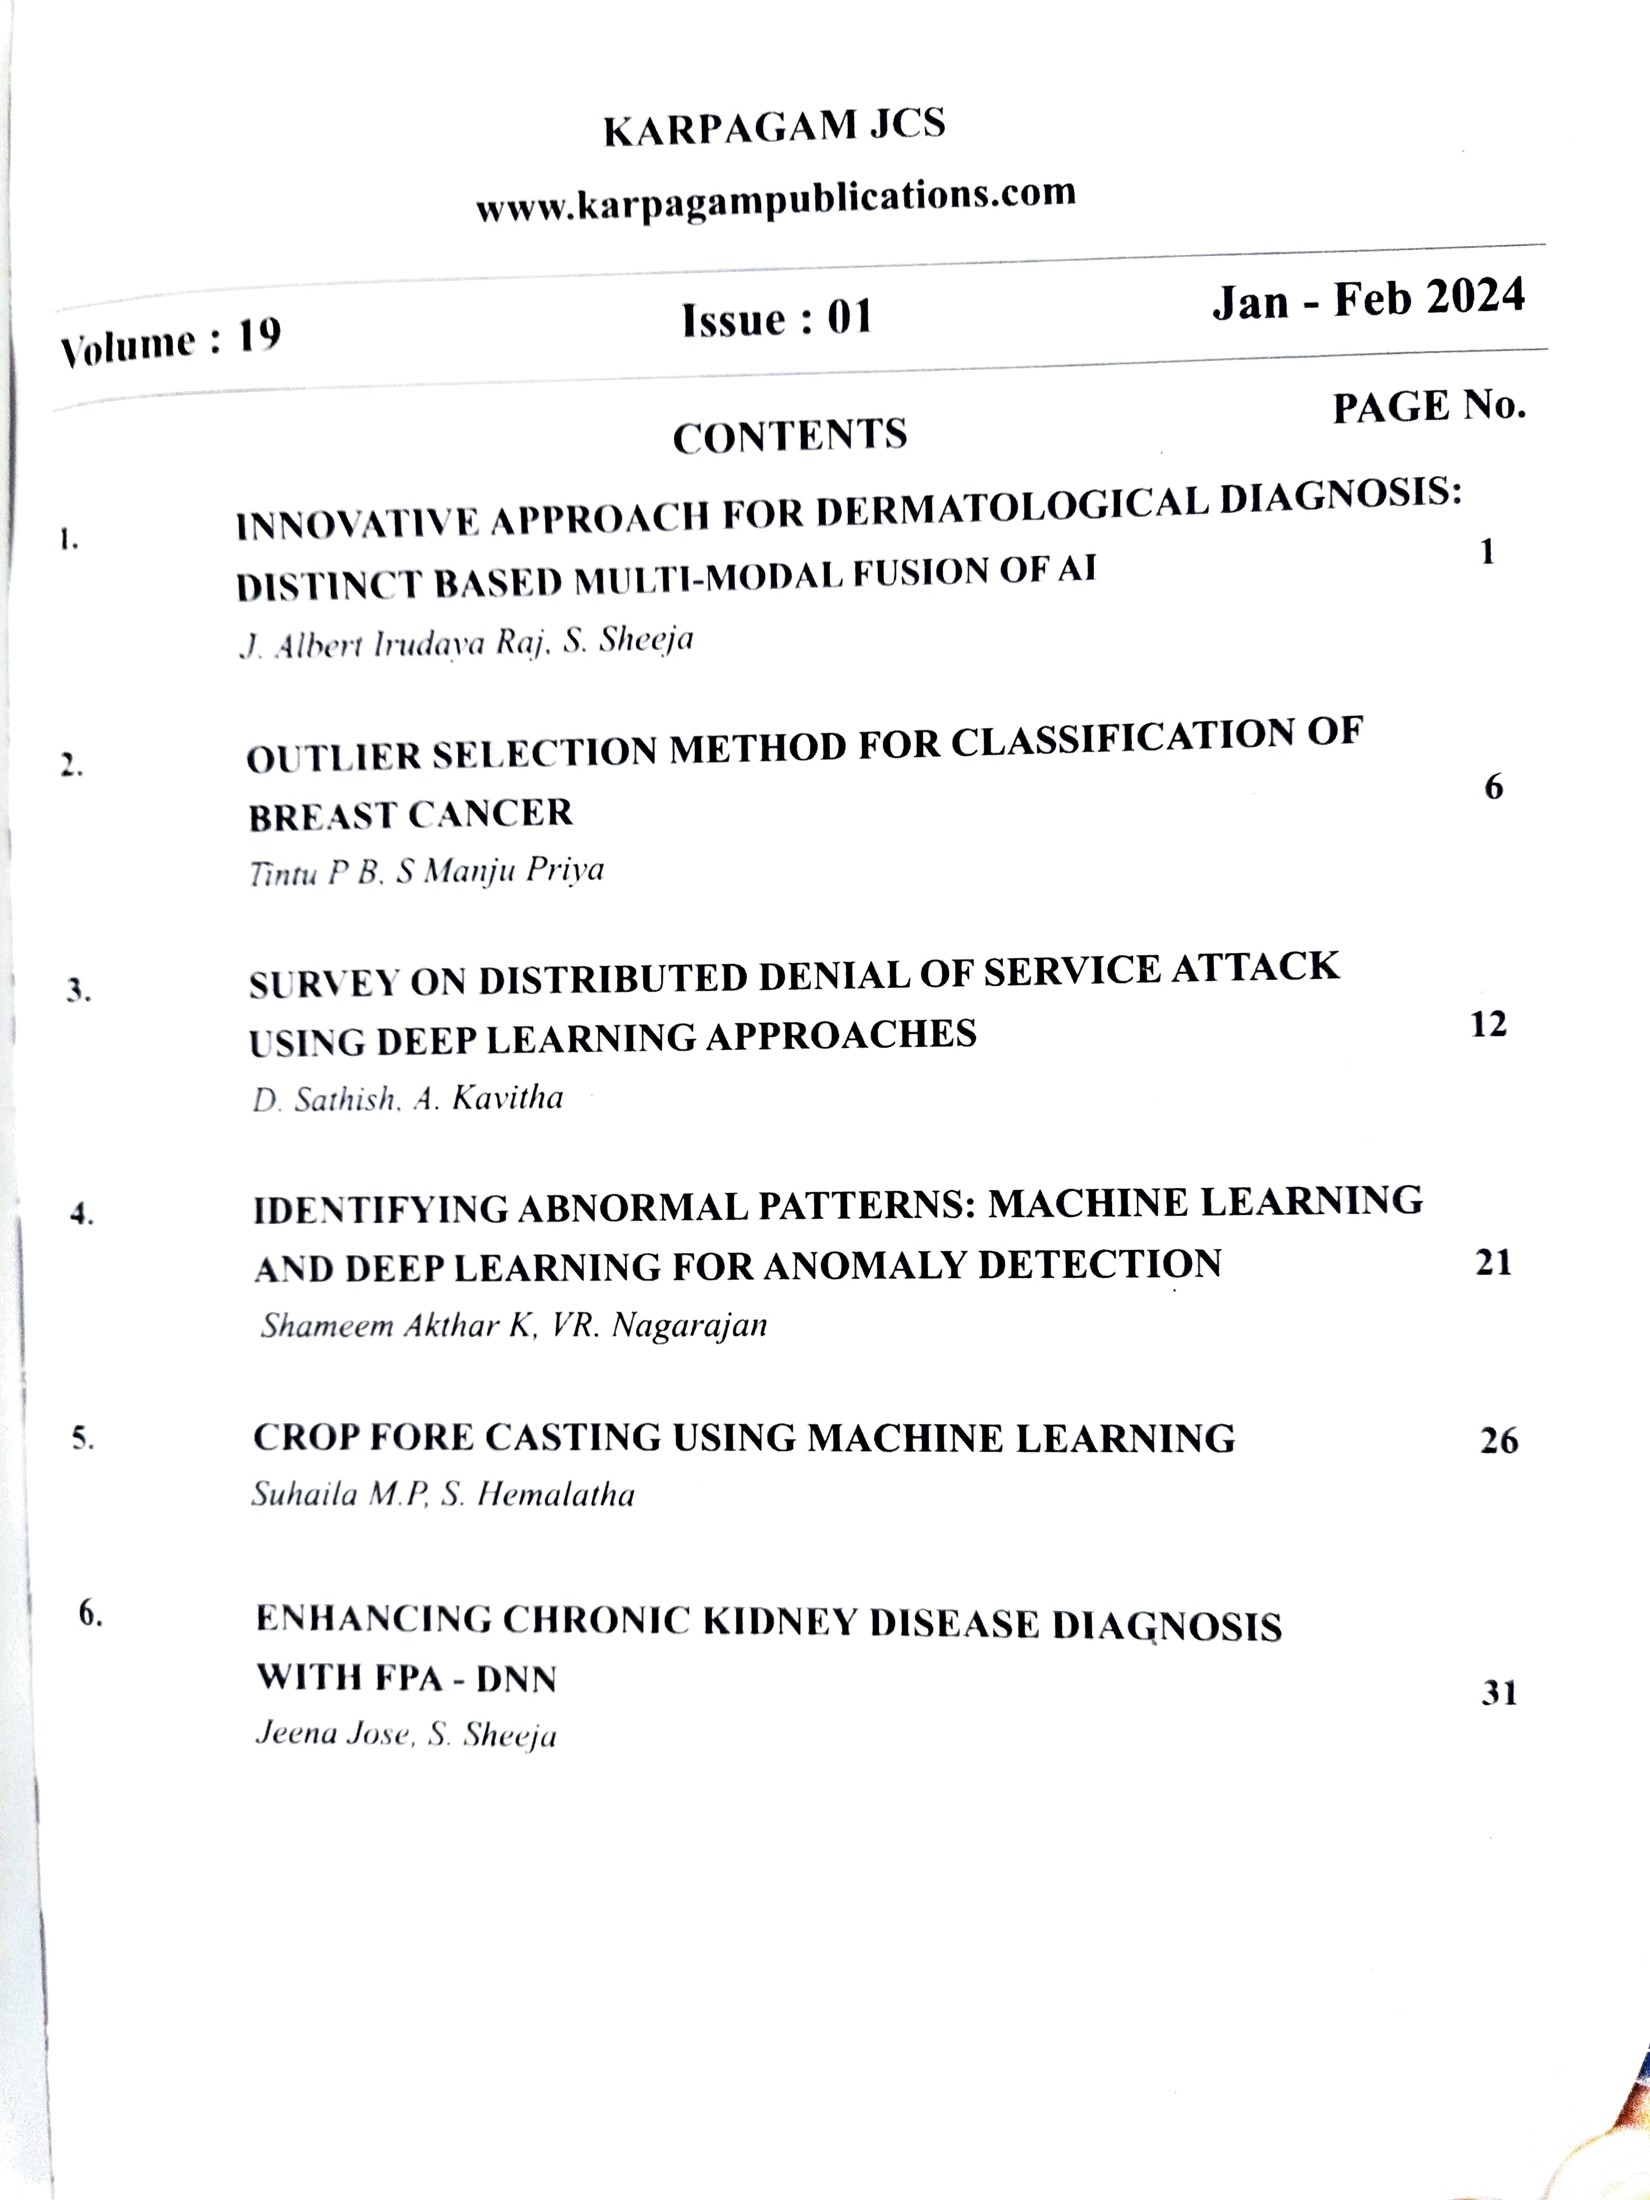 KARPAGAM JCS
www.karpagampublications.com
Volume : 19 Issue : 01 Jan - Feb 2024
CONTENTS PAGE No.
1. INNOVATIVE APPROACH FOR DERMATOLOGICAL DIAGNOSIS:
DISTINCT BASED MULTI-MODAL FUSION OF AI 1
J. Albert Irudaya Raj, S. Sheeja
2. OUTLIER SELECTION METHOD FOR CLASSIFICATION OF
BREAST CANCER 6
Tintu P B, S Manju Priya
3. SURVEY ON DISTRIBUTED DENIAL OF SERVICE ATTACK
USING DEEP LEARNING APPROACHES 12
D. Sathish, A. Kavitha
4. IDENTIFYING ABNORMAL PATTERNS: MACHINE LEARNING
AND DEEP LEARNING FOR ANOMALY DETECTION 21
Shameem Akthar K, VR. Nagarajan
5. CROP FORE CASTING USING MACHINE LEARNING 26
Suhaila M.P, S. Hemalatha
6. ENHANCING CHRONIC KIDNEY DISEASE DIAGNOSIS
WITH FPA - DNN 31
Jeena Jose, S. Sheeja